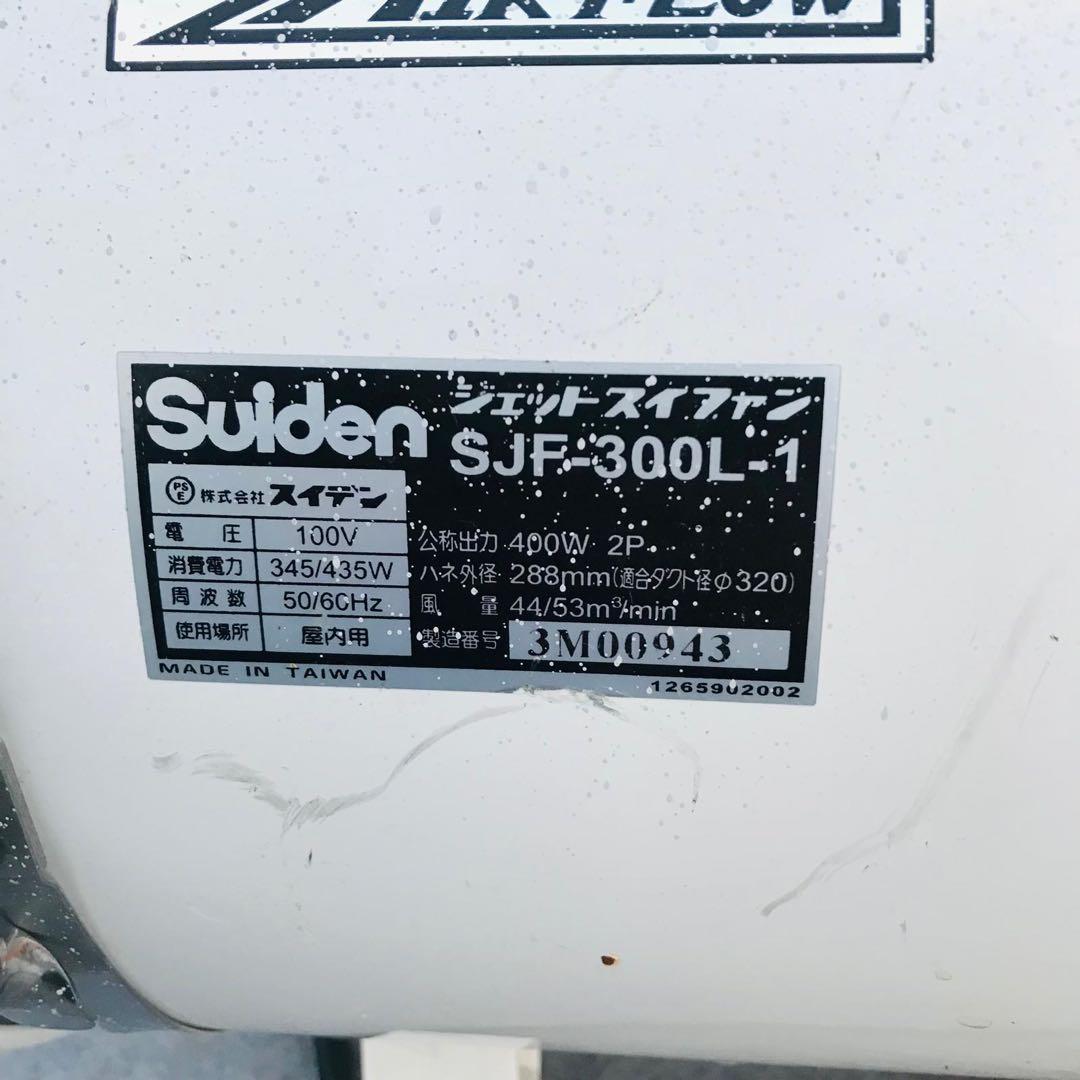 AIR FLOW
Suiden ジェットスイファン
SJF-300L-1
PSE 株式会社スイデン
電圧 100V 公称出力 400W 2P
消費電力 345/435W ハネ外径 288mm(適合ダクト径φ320)
周波数 50/60Hz 風量 44/53m³/min
使用場所 屋内用 製造番号 3M00943
MADE IN TAIWAN 1265902002